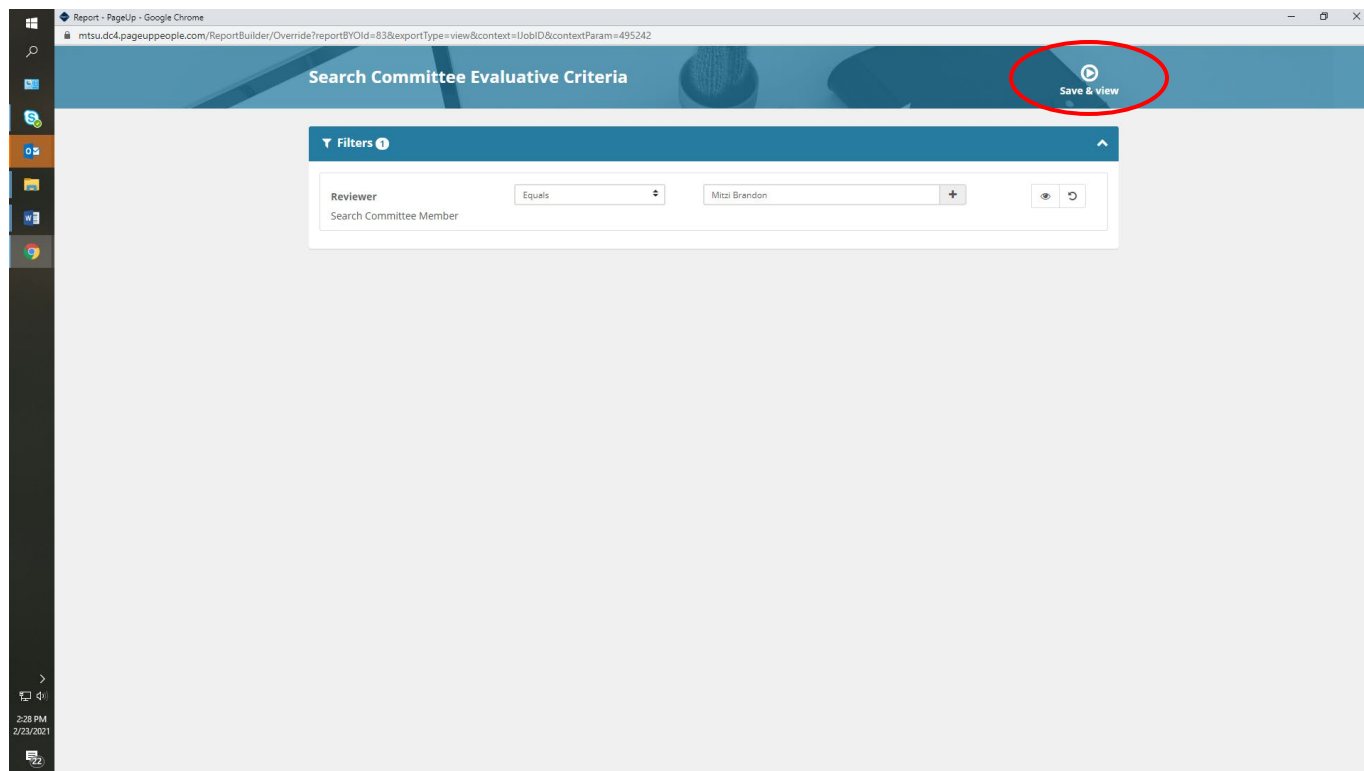 Report - PageUp - Google Chrome
mtsu.dc4.pageuppeople.com/ReportBuilder/Override?reportBYOId=83&exportType=view&context=IJobID&contextParam=495242
Search Committee Evaluative Criteria
Save & view
Filters 1
Reviewer
Equals
Mitzi Brandon
Search Committee Member
2:28 PM
2/23/2021
22